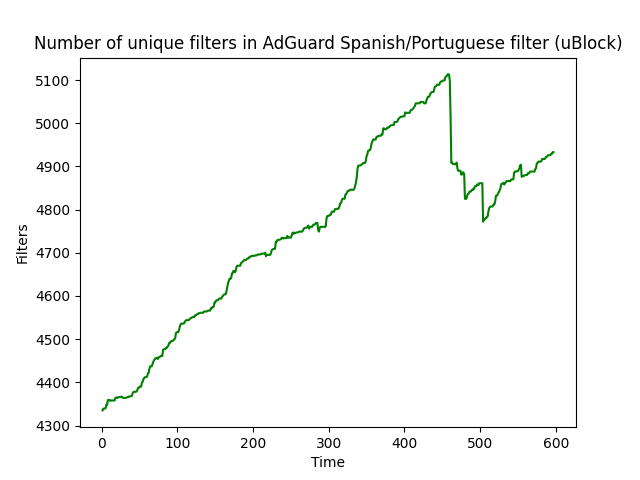 Number of unique filters in AdGuard Spanish/Portuguese filter (uBlock)
5100
5000
4900
4800
4700
4600
4500
4400
4300
Filters
0 100 200 300 400 500 600
Time